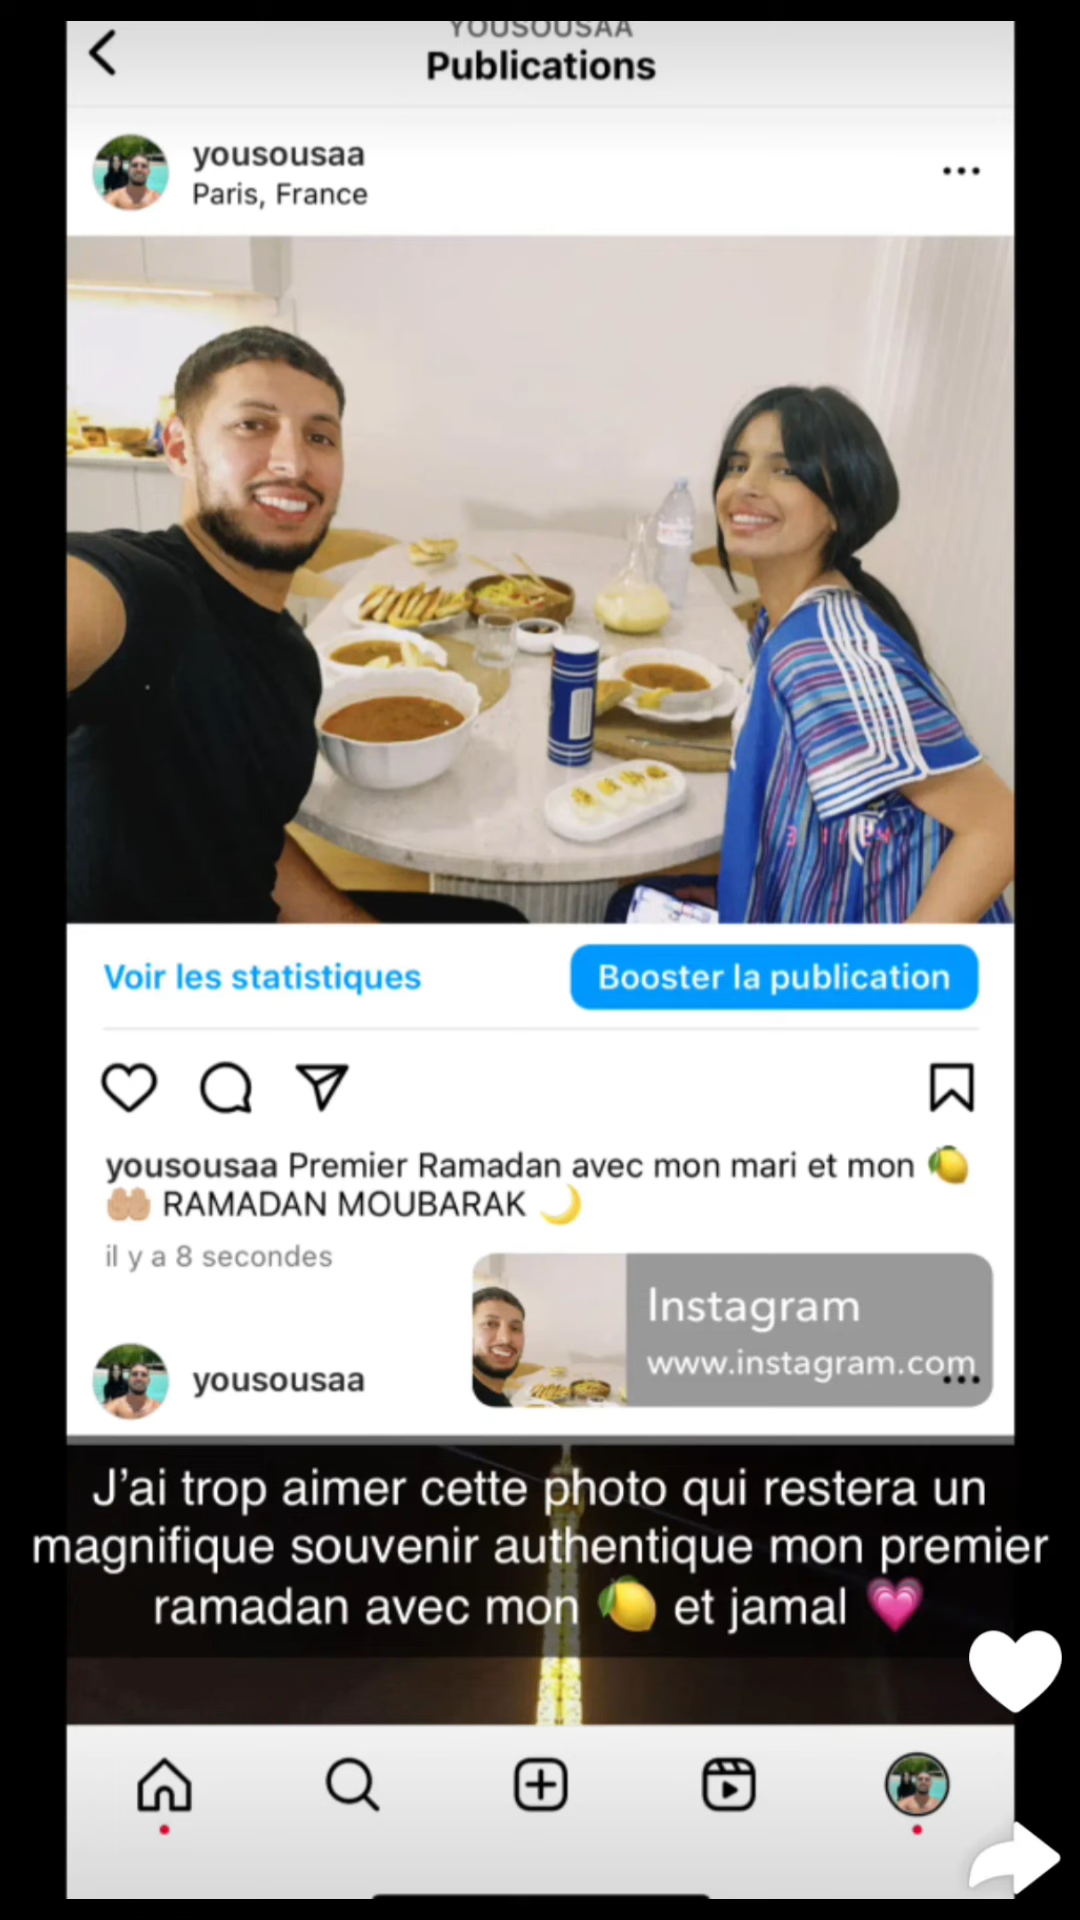 YOUSOUSAA
Publications
yousousaa
Paris, France
Voir les statistiques
Booster la publication
yousousaa Premier Ramadan avec mon mari et mon 🍋
🤲🏼 RAMADAN MOUBARAK 🌙
il y a 8 secondes
Instagram
www.instagram.com
yousousaa
J’ai trop aimer cette photo qui restera un
magnifique souvenir authentique mon premier
ramadan avec mon 🍋 et jamal 💗